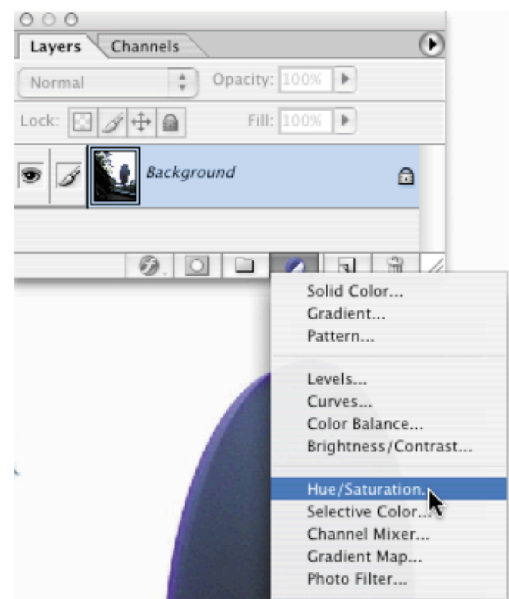 Layers Channels
Normal Opacity: 100%
Lock: Fill: 100%
Background
Solid Color...
Gradient...
Pattern...
Levels...
Curves...
Color Balance...
Brightness/Contrast...
Hue/Saturation...
Selective Color...
Channel Mixer...
Gradient Map...
Photo Filter...